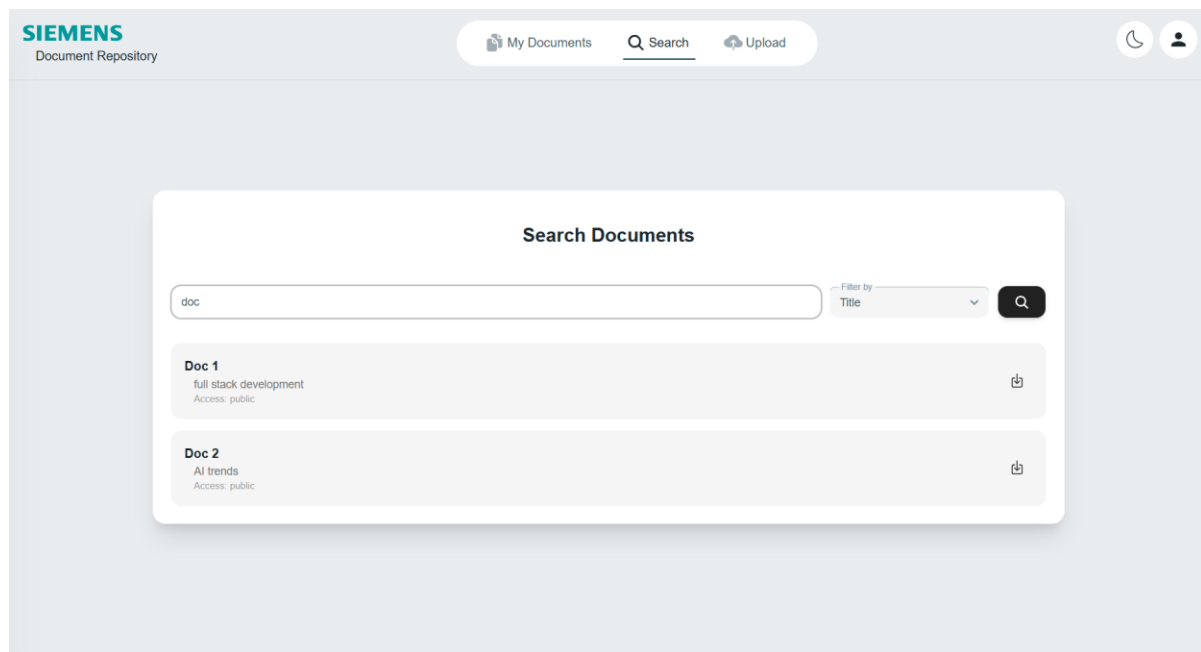 SIEMENS
Document Repository
My Documents
Search
Upload
Search Documents
doc
Filter by
Title
Doc 1
full stack development
Access: public
Doc 2
AI trends
Access: public